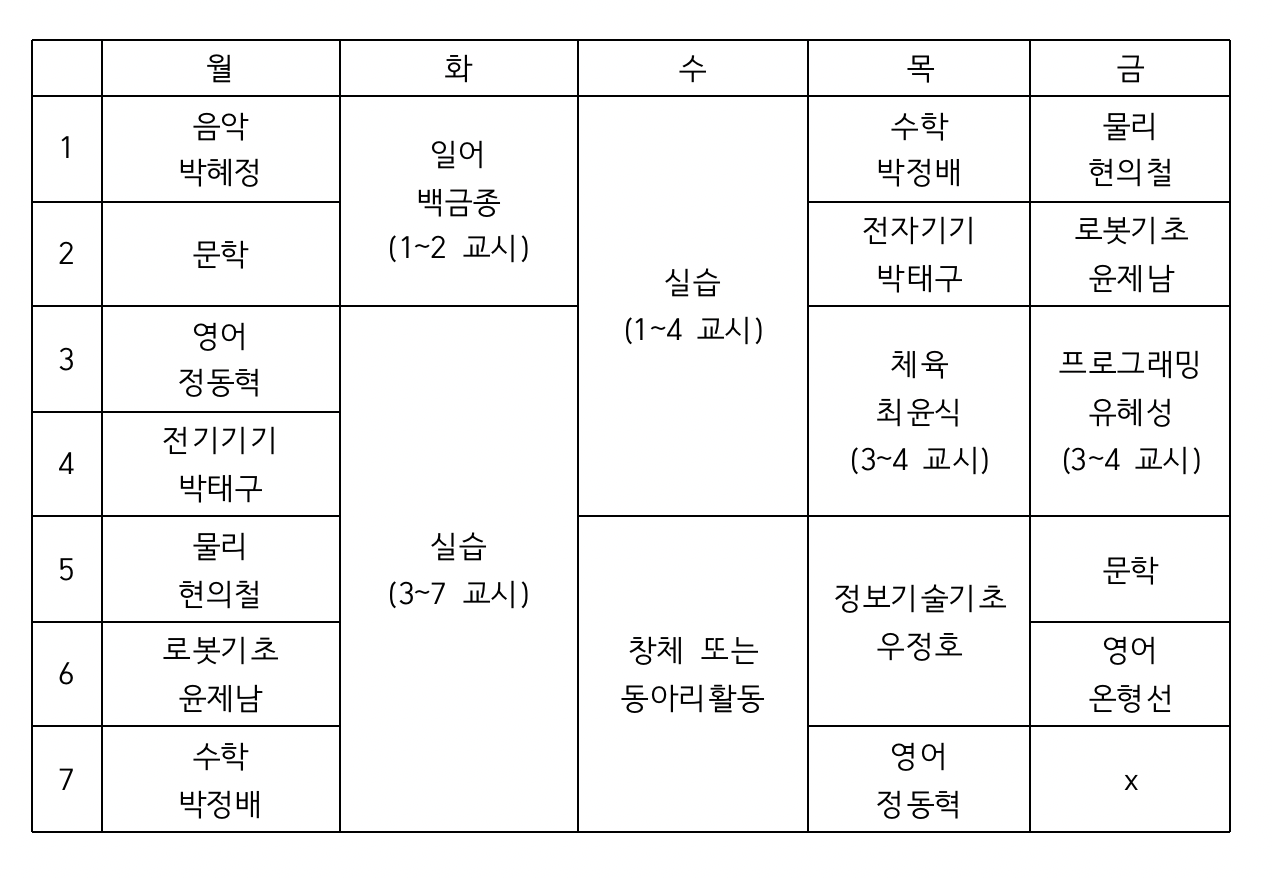 월 화 수 목 금
1
음악
박혜정
일어
백금종
(1~2 교시)
실습
(1~4 교시)
수학
박정배
물리
현의철
2
문학
전자기기
박태구
로봇기초
윤제남
3
영어
정동혁
실습
(3~7 교시)
체육
최윤식
(3~4 교시)
프로그래밍
유혜성
(3~4 교시)
4
전기기기
박태구
5
물리
현의철
창체 또는
동아리활동
정보기술기초
우정호
문학
6
로봇기초
윤제남
영어
온형선
7
수학
박정배
영어
정동혁
x